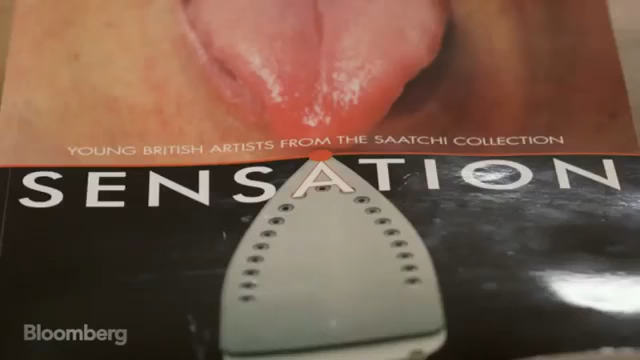 YOUNG BRITISH ARTISTS FROM THE SAATCHI COLLECTION
SENSATION
Bloomberg